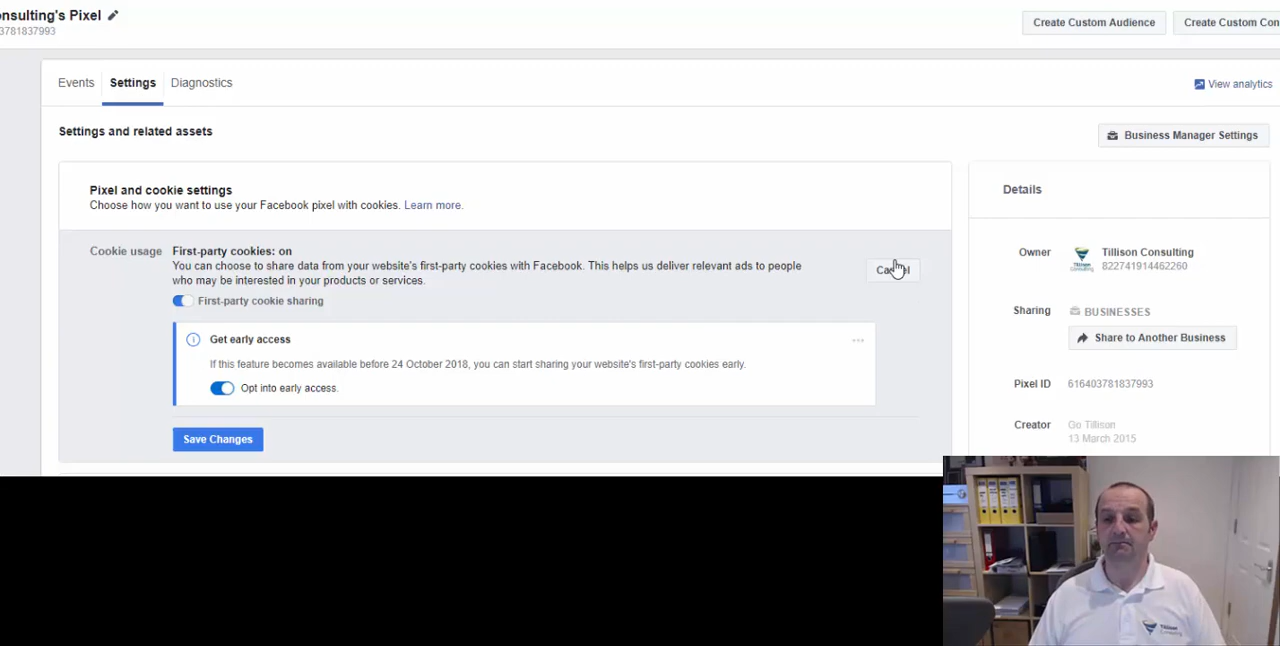 onsulting's Pixel
3781837993
Create Custom Audience
Create Custom Con
Events
Settings
Diagnostics
View analytics
Settings and related assets
Business Manager Settings
Pixel and cookie settings
Choose how you want to use your Facebook pixel with cookies. Learn more.
Cookie usage
First-party cookies: on
You can choose to share data from your website's first-party cookies with Facebook. This helps us deliver relevant ads to people
who may be interested in your products or services.
First-party cookie sharing
Get early access
If this feature becomes available before 24 October 2018, you can start sharing your website's first-party cookies early.
Opt into early access.
Save Changes
Details
Owner
Tillison Consulting
822741914462260
Sharing
BUSINESSES
Share to Another Business
Pixel ID
616403781837993
Creator
Go Tillison
13 March 2015
Tillison